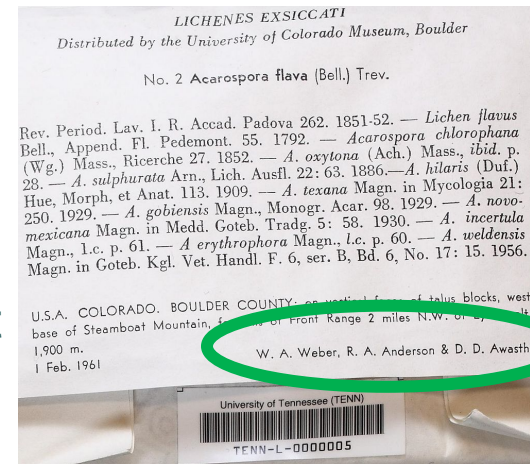 LICHENES EXSICCATI
Distributed by the University of Colorado Museum, Boulder
No. 2 Acarospora flava (Bell.) Trev.
Rev. Period. Lav. I. R. Accad. Padova 262. 1851-52. — Lichen flavus
Bell., Append. Fl. Pedemont. 55. 1792. — Acarospora chlorophana
(Wg.) Mass., Ricerche 27. 1852. — A. oxytona (Ach.) Mass., ibid. p.
28. — A. sulphurata Arn., Lich. Ausfl. 22: 63. 1886.—A. hilaris (Duf.)
Hue, Morph, et Anat. 113. 1909. — A. texana Magn. in Mycologia 21:
250. 1929. — A. gobiensis Magn., Monogr. Acar. 98. 1929. — A. novo-
mexicana Magn. in Medd. Goteb. Tradg. 5: 58. 1930. — A. incertula
Magn., l.c. p. 61. — A erythrophora Magn., l.c. p. 60. — A. weldensis
Magn. in Goteb. Kgl. Vet. Handl. F. 6, ser. B, Bd. 6, No. 17: 15. 1956.
U.S.A. COLORADO. BOULDER COUNTY: on vertical faces of talus blocks, west
base of Steamboat Mountain, of Front Range 2 miles N.W. of
1,900 m.
1 Feb. 1961
W. A. Weber, R. A. Anderson & D. D. Awasth
University of Tennessee (TENN)
TENN-L-0000005